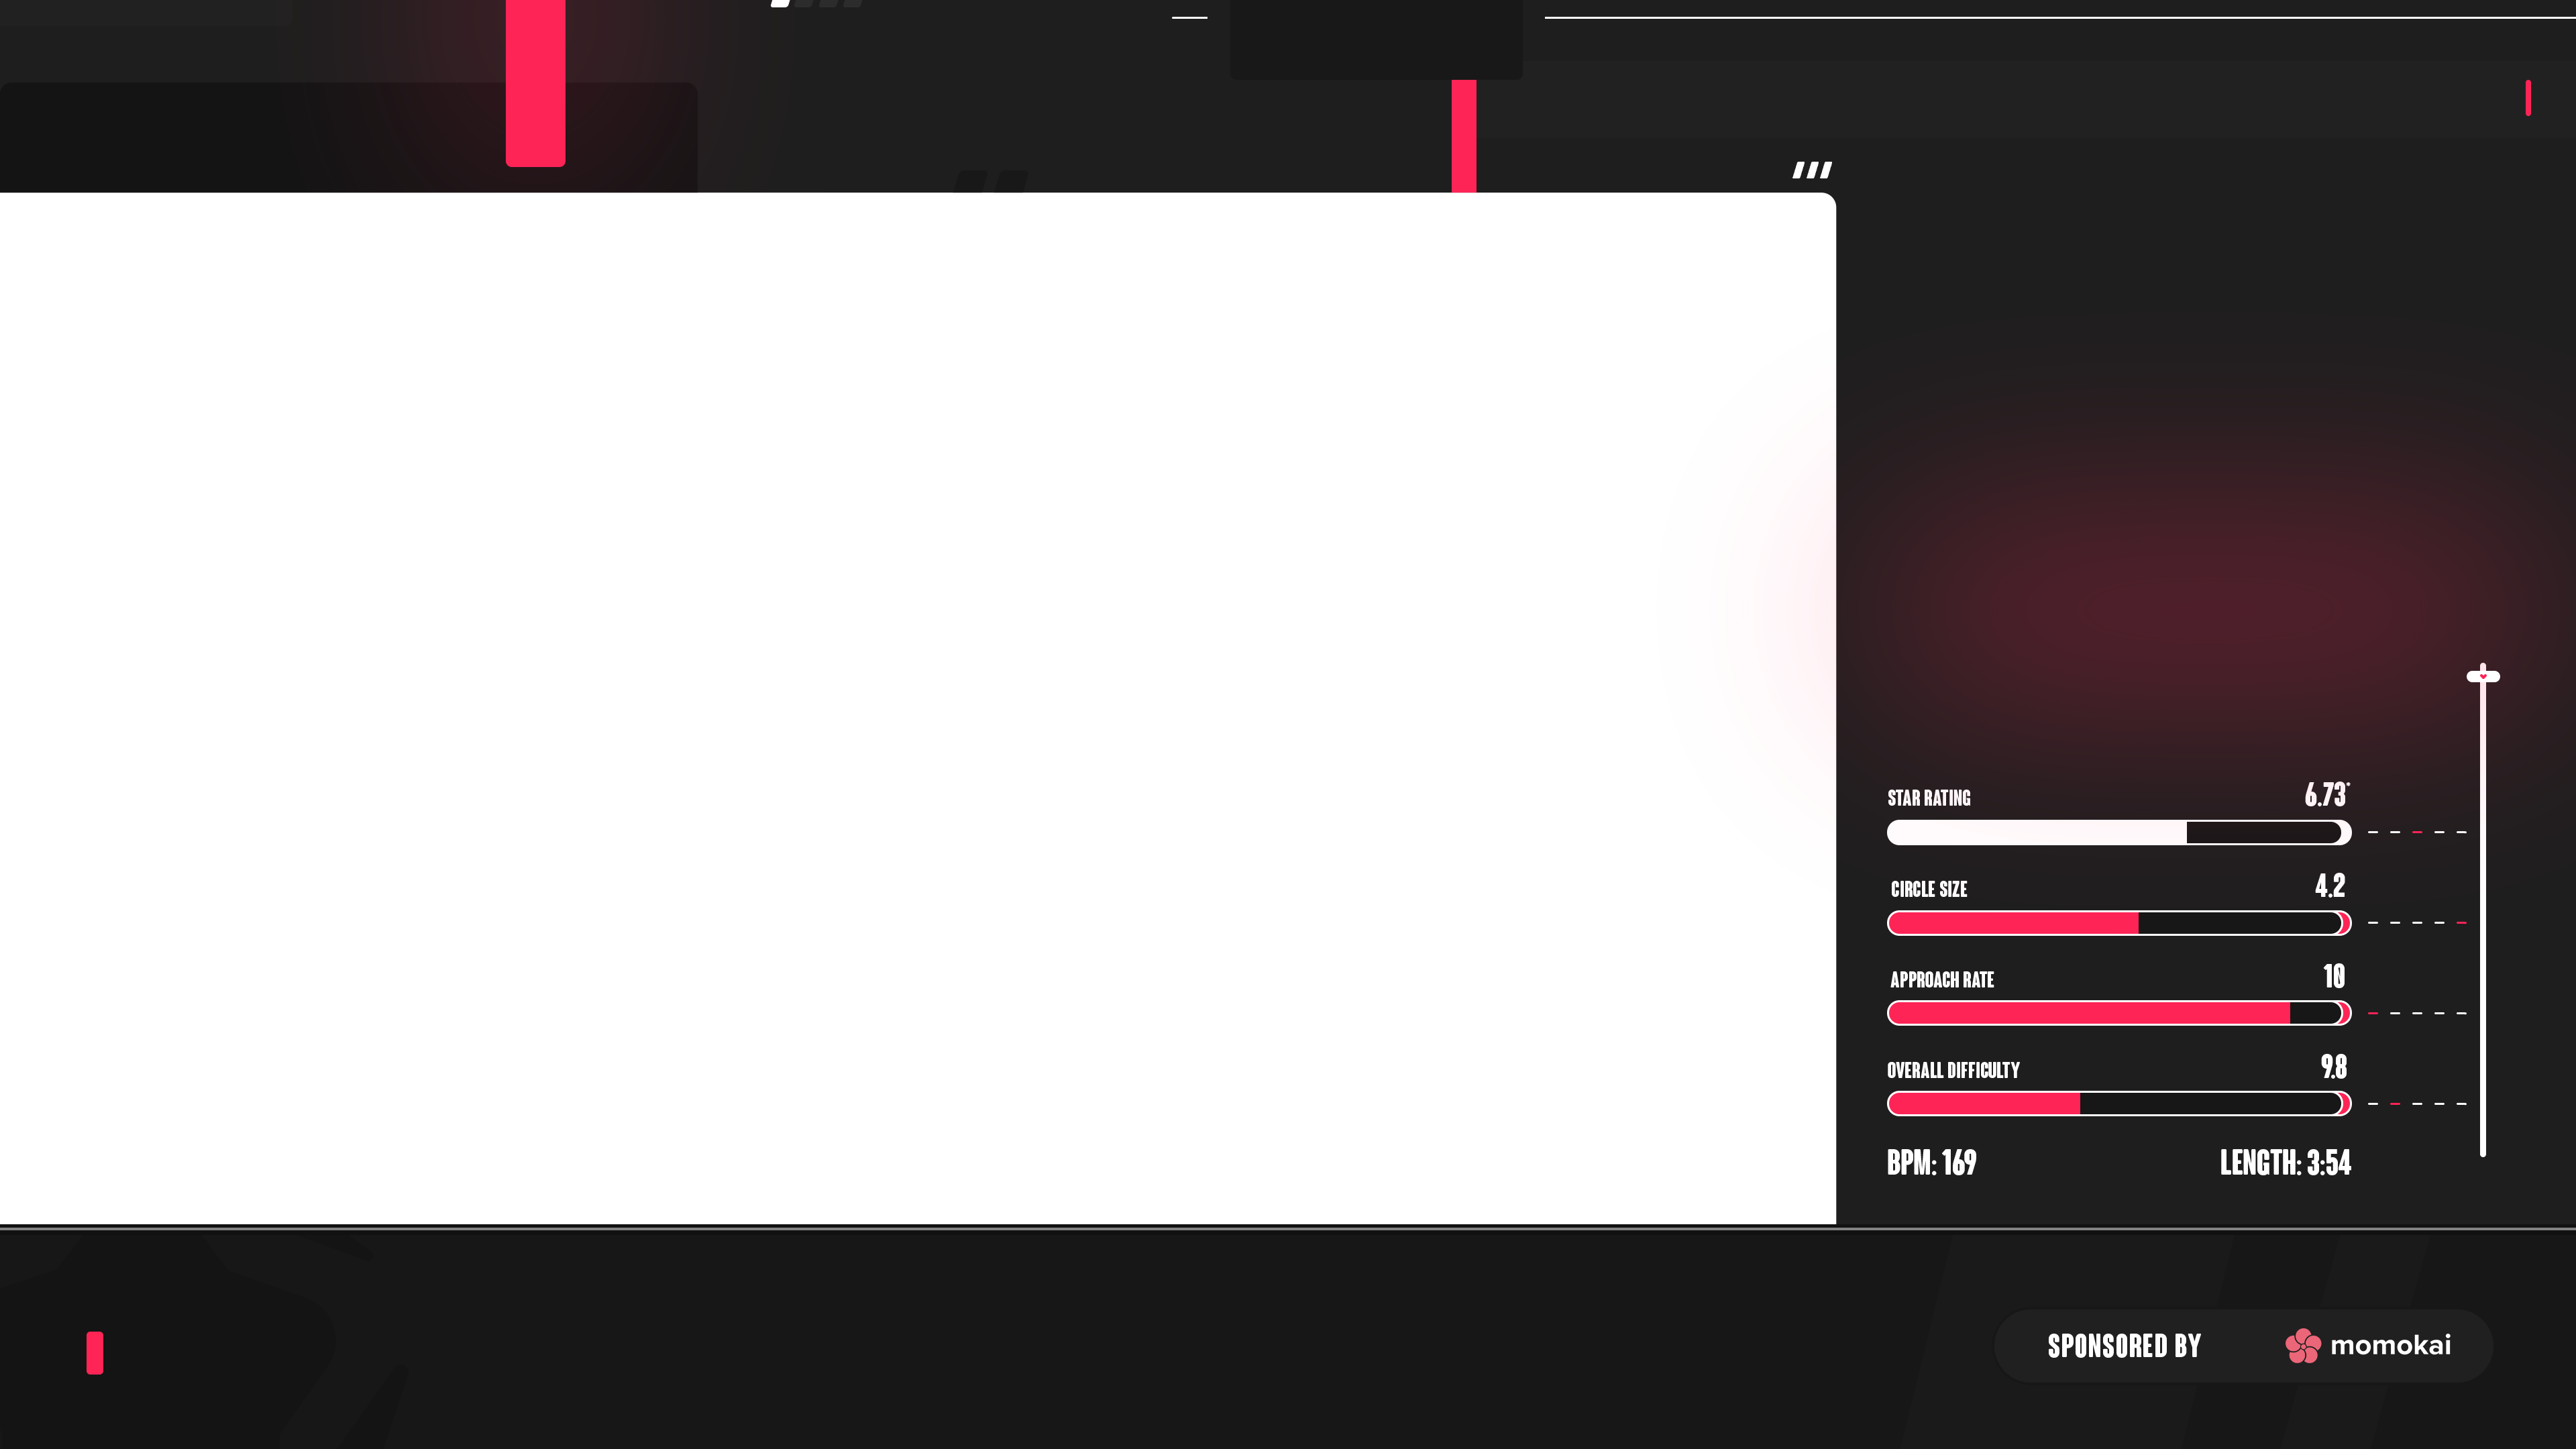 STAR RATING 6.73*
CIRCLE SIZE 4.2
APPROACH RATE 10
OVERALL DIFFICULTY 9.8
BPM: 169 LENGTH: 3:54
SPONSORED BY momokai